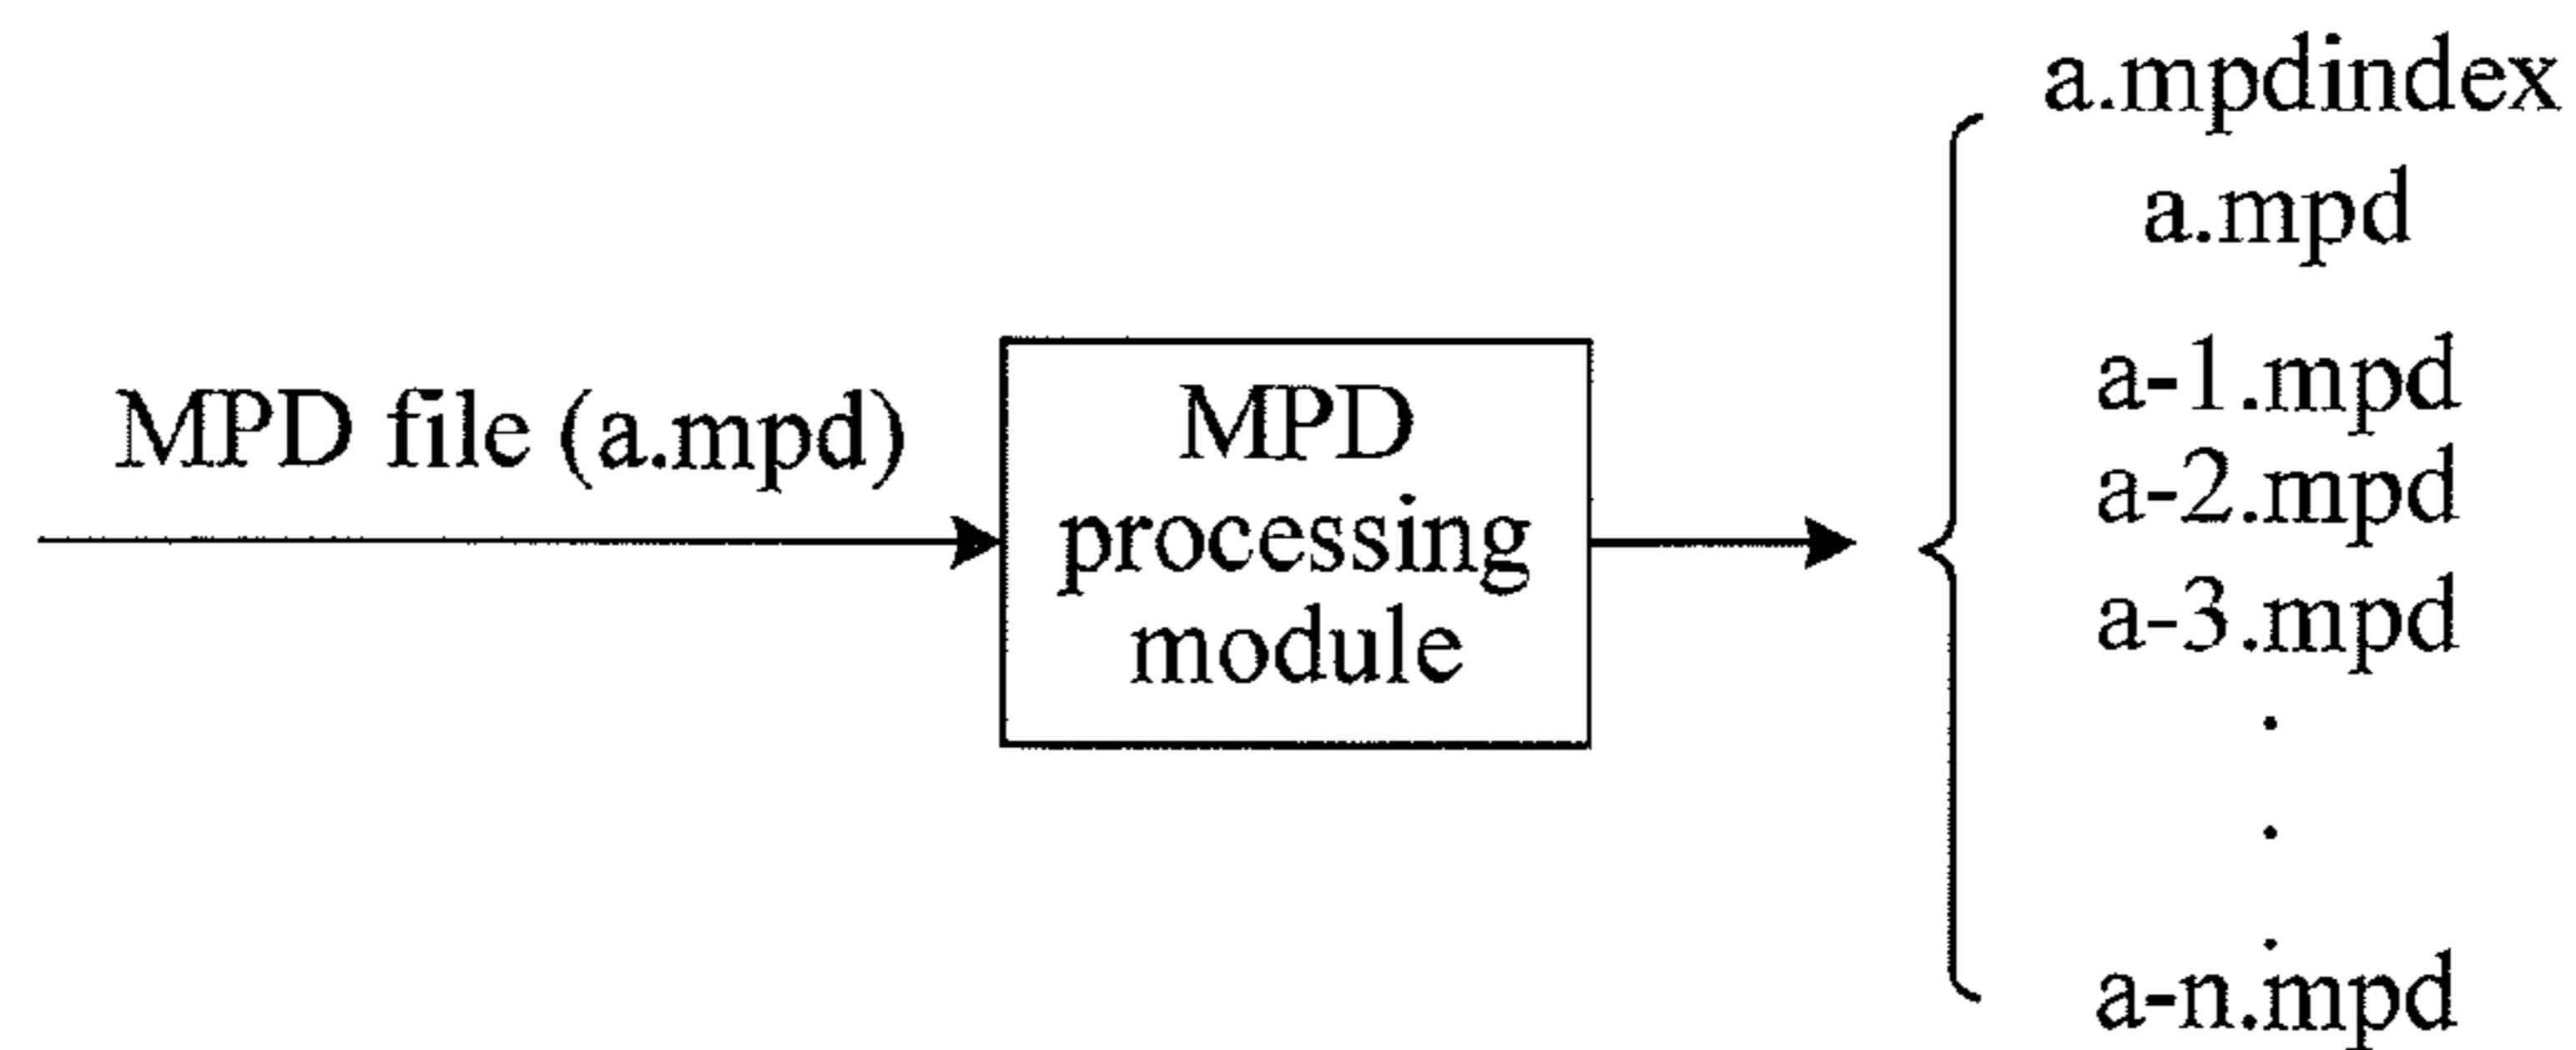 MPD file (a.mpd)
MPD
processing
module
a.mpdindex
a.mpd
a-1.mpd
a-2.mpd
a-3.mpd
.
.
.
a-n.mpd